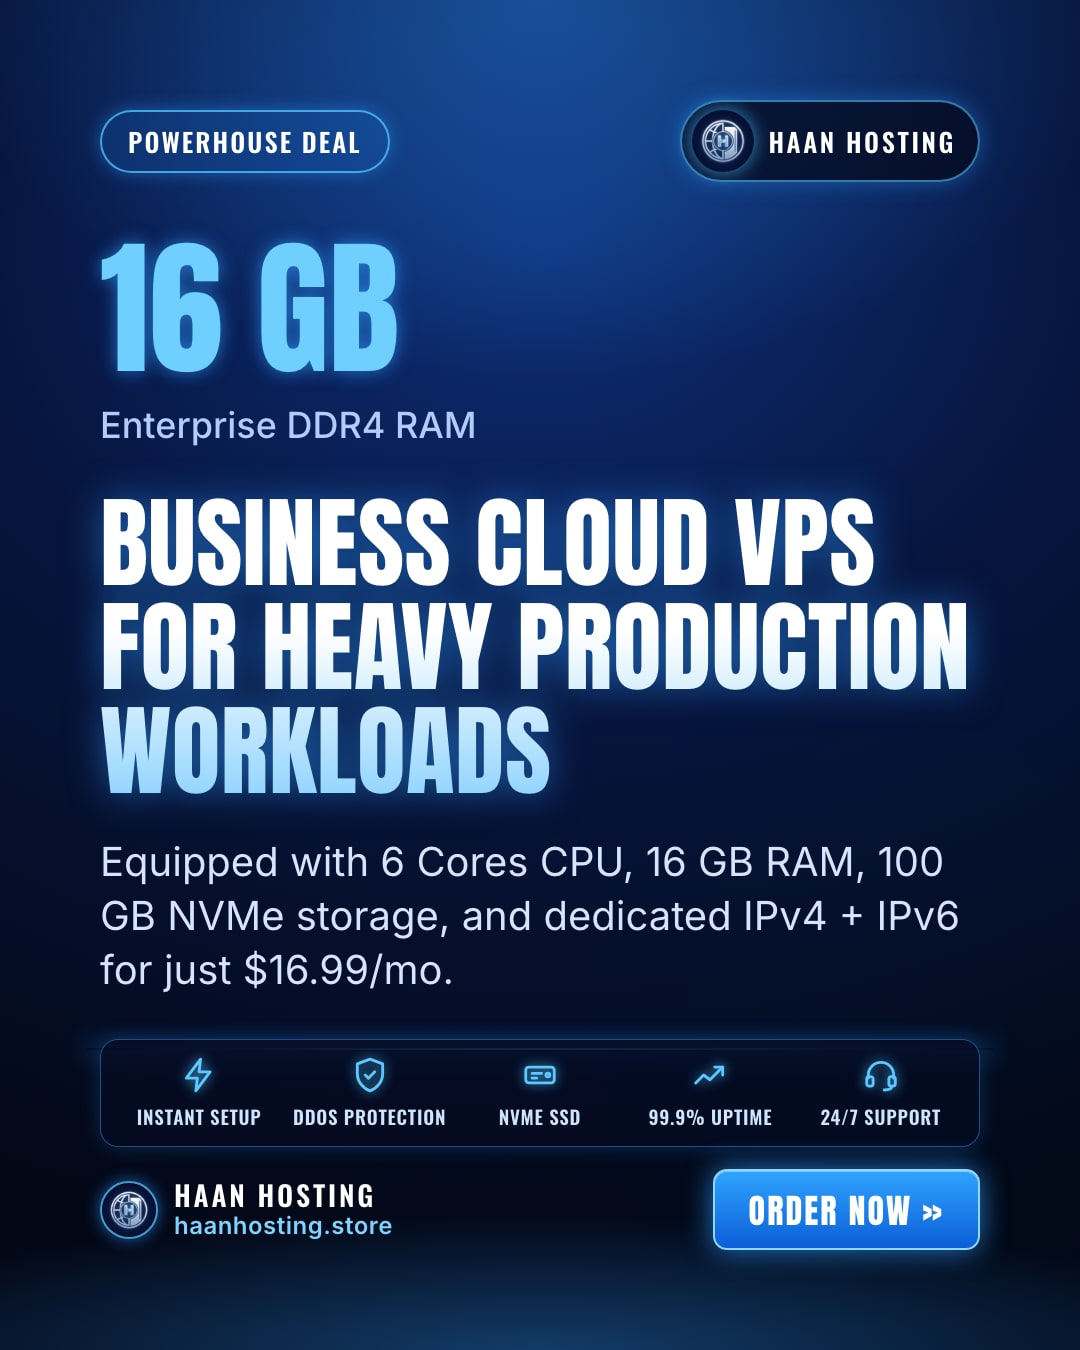 POWERHOUSE DEAL
HAAN HOSTING
16 GB
Enterprise DDR4 RAM
BUSINESS CLOUD VPS
FOR HEAVY PRODUCTION
WORKLOADS
Equipped with 6 Cores CPU, 16 GB RAM, 100
GB NVMe storage, and dedicated IPv4 + IPv6
for just $16.99/mo.
INSTANT SETUP
DDOS PROTECTION
NVME SSD
99.9% UPTIME
24/7 SUPPORT
HAAN HOSTING
haanhosting.store
ORDER NOW »